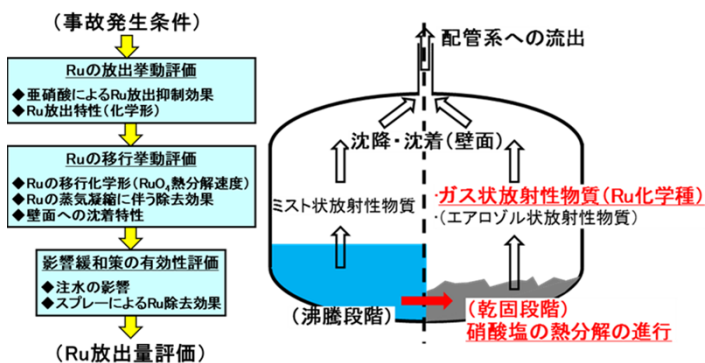 (事故発生条件)
Ruの放出挙動評価
◆亜硝酸によるRu放出抑制効果
◆Ru放出特性(化学形)
Ruの移行挙動評価
◆Ruの移行化学形(RuO4熱分解速度)
◆Ruの蒸気凝縮に伴う除去効果
◆壁面への沈着特性
影響緩和策の有効性評価
◆注水の影響
◆スプレーによるRu除去効果
(Ru放出量評価)
配管系への流出
沈降・沈着(壁面)
ミスト状放射性物質
・ガス状放射性物質(Ru化学種)
・(エアロゾル状放射性物質)
(沸騰段階)
(乾固段階)
硝酸塩の熱分解の進行